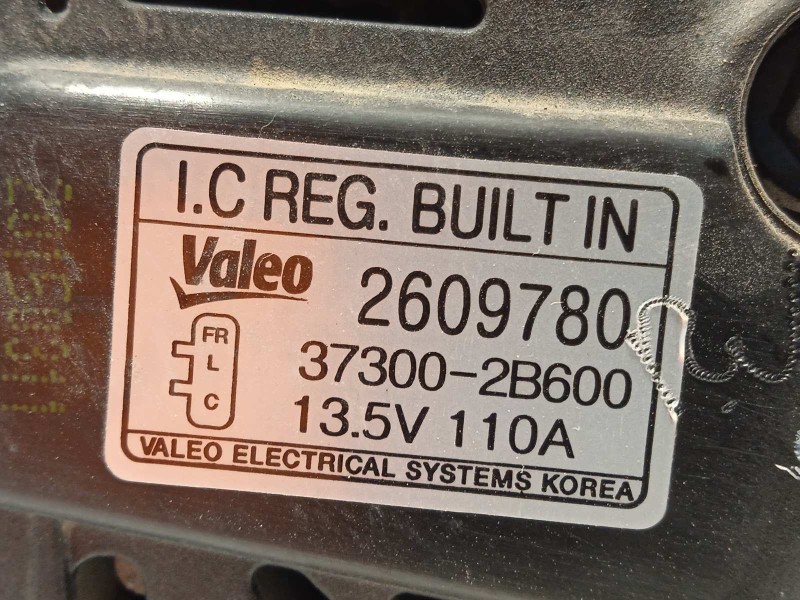 I.C REG. BUILT IN
Valeo 2609780
FR
L
C
37300-2B600
13.5V 110A
VALEO ELECTRICAL SYSTEMS KOREA